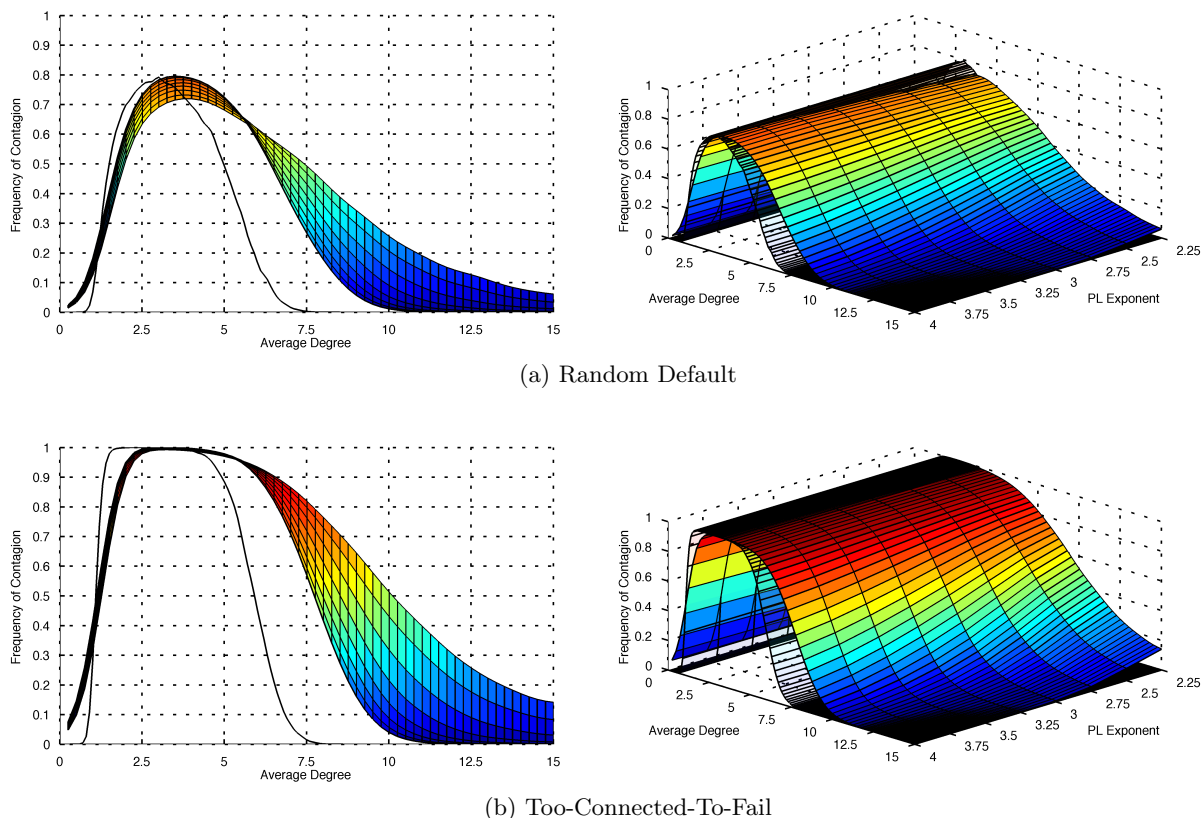 1
0.9
0.8
0.7
0.6
0.5
0.4
0.3
0.2
0.1
0
Frequency of Contagion
0 2.5 5 7.5 10 12.5 15
Average Degree
1
0.8
0.6
0.4
0.2
0
Frequency of Contagion
0 2.5 5 7.5 10 12.5 15
Average Degree
4 3.75 3.5 3.25 3 2.75 2.5 2.25
PL Exponent
(a) Random Default
1
0.9
0.8
0.7
0.6
0.5
0.4
0.3
0.2
0.1
0
Frequency of Contagion
0 2.5 5 7.5 10 12.5 15
Average Degree
1
0.8
0.6
0.4
0.2
0
Frequency of Contagion
0 2.5 5 7.5 10 12.5 15
Average Degree
4 3.75 3.5 3.25 3 2.75 2.5 2.25
PL Exponent
(b) Too-Connected-To-Fail